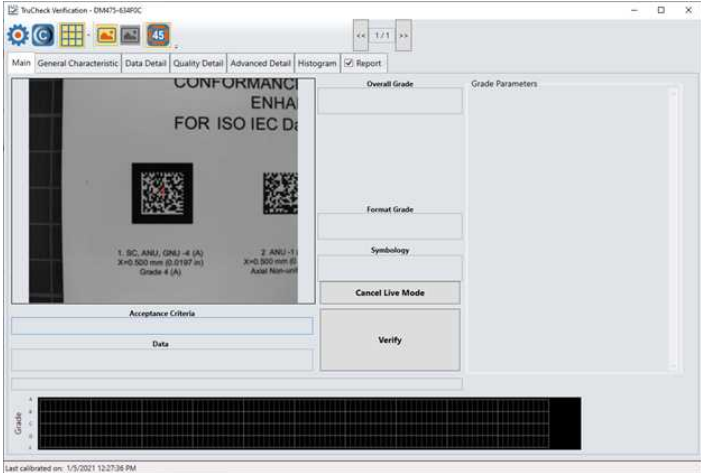 TruCheck Verification - DM475-634F0C
45
<< 1 / 1 >>
Main General Characteristic Data Detail Quality Detail Advanced Detail Histogram Report
CONFORMANCE
ENHA
FOR ISO IEC Da
1. SC, ANU, GNU -4 (A)
X=0.500 mm (0.0197 in)
Grade 4 (A)
2 ANU -1
X=0.500 mm (0
Axial Non-unif
Overall Grade
Grade Parameters
Format Grade
Symbology
Cancel Live Mode
Verify
Acceptance Criteria
Data
Grade
A
B
C
D
F
Last calibrated on: 1/5/2021 12:27:36 PM